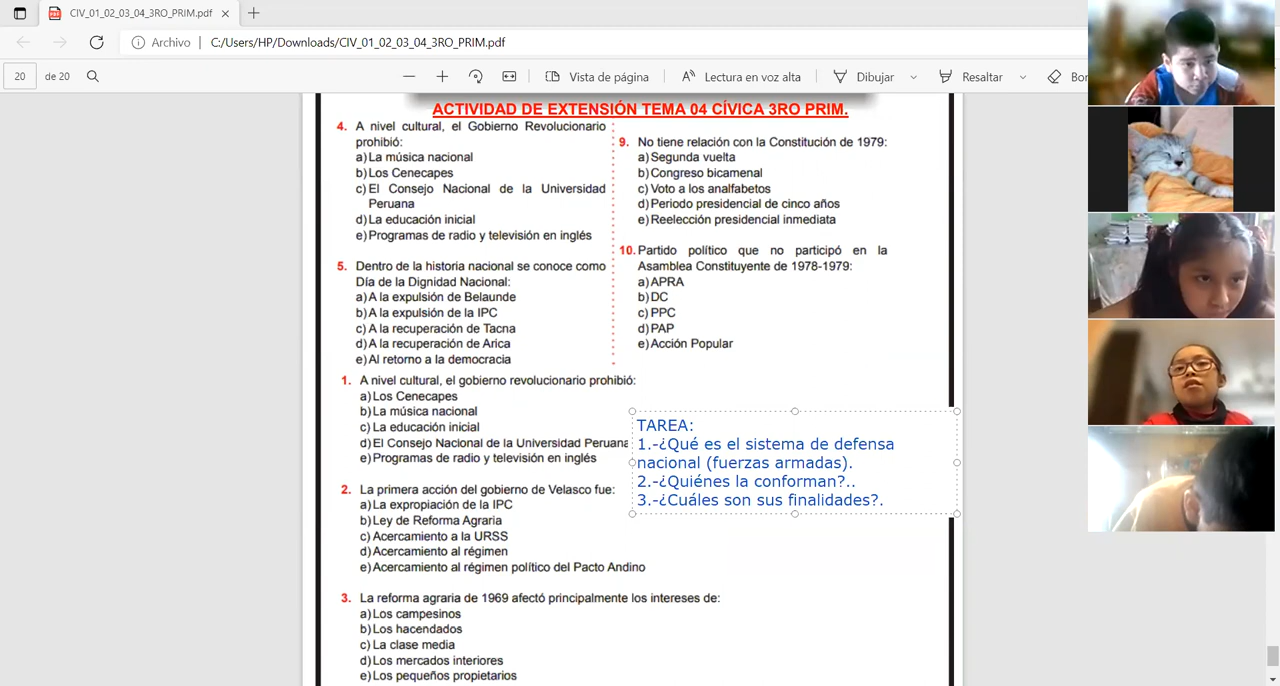 CIV_01_02_03_04_3RO_PRIM.pdf
Archivo
C:/Users/HP/Downloads/CIV_01_02_03_04_3RO_PRIM.pdf
20
de 20
Vista de página
Lectura en voz alta
Dibujar
Resaltar
ACTIVIDAD DE EXTENSIÓN TEMA 04 CÍVICA 3RO PRIM.
4. A nivel cultural, el Gobierno Revolucionario
prohibió:
a) La música nacional
b) Los Cenecapes
c) El Consejo Nacional de la Universidad
Peruana
d) La educación inicial
e) Programas de radio y televisión en inglés
5. Dentro de la historia nacional se conoce como
Día de la Dignidad Nacional:
a) A la expulsión de Belaunde
b) A la expulsión de la IPC
c) A la recuperación de Tacna
d) A la recuperación de Arica
e) Al retorno a la democracia
9. No tiene relación con la Constitución de 1979:
a) Segunda vuelta
b) Congreso bicamenal
c) Voto a los analfabetos
d) Periodo presidencial de cinco años
e) Reelección presidencial inmediata
10. Partido político que no participó en la
Asamblea Constituyente de 1978-1979:
a) APRA
b) DC
c) PPC
d) PAP
e) Acción Popular
1. A nivel cultural, el gobierno revolucionario prohibió:
a) Los Cenecapes
b) La música nacional
c) La educación inicial
d) El Consejo Nacional de la Universidad Peruana
e) Programas de radio y televisión en inglés
2. La primera acción del gobierno de Velasco fue:
a) La expropiación de la IPC
b) Ley de Reforma Agraria
c) Acercamiento a la URSS
d) Acercamiento al régimen
e) Acercamiento al régimen político del Pacto Andino
3. La reforma agraria de 1969 afectó principalmente los intereses de:
a) Los campesinos
b) Los hacendados
c) La clase media
d) Los mercados interiores
e) Los pequeños propietarios
TAREA:
1.-¿Qué es el sistema de defensa
nacional (fuerzas armadas).
2.-¿Quiénes la conforman?..
3.-¿Cuáles son sus finalidades?.